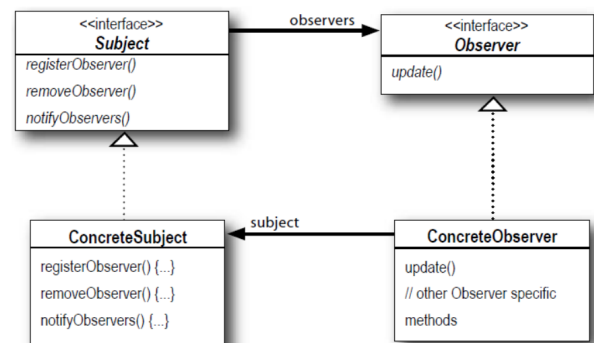 <<interface>>
Subject
registerObserver()
removeObserver()
notifyObservers()
observers
<<interface>>
Observer
update()
ConcreteSubject
registerObserver() {...}
removeObserver() {...}
notifyObservers() {...}
subject
ConcreteObserver
update()
// other Observer specific
methods